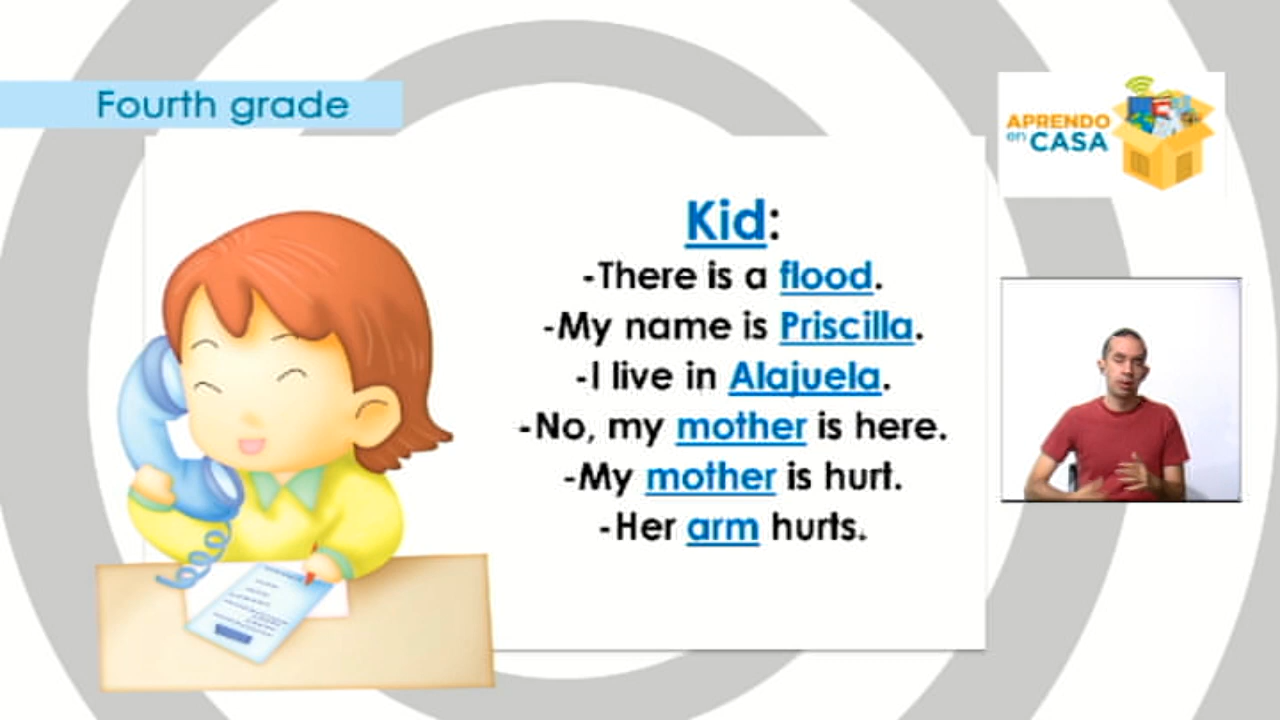 Fourth grade
APRENDO
en CASA
Kid:
-There is a flood.
-My name is Priscilla.
-I live in Alajuela.
-No, my mother is here.
-My mother is hurt.
-Her arm hurts.